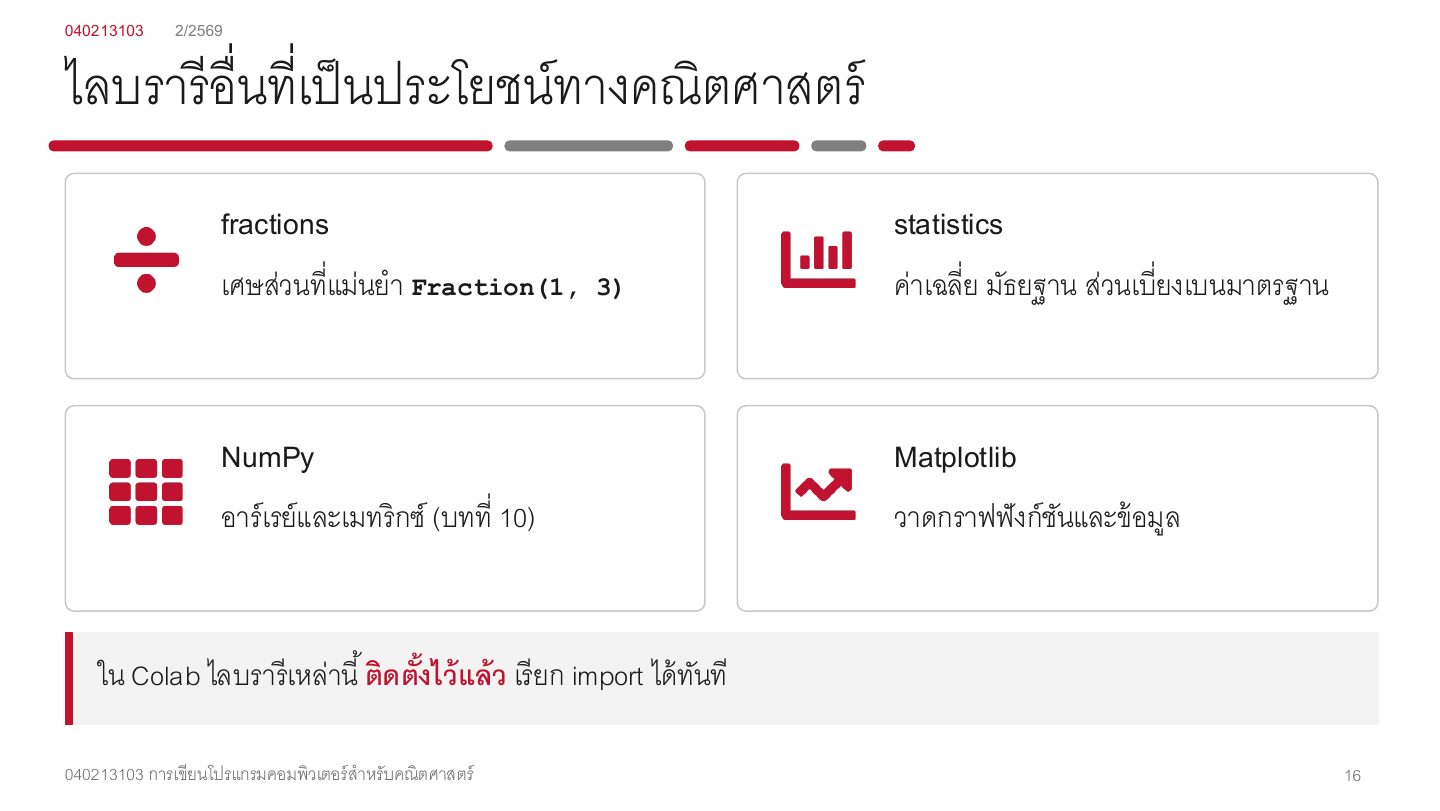 040213103 2/2569
ไลบรารีอื่นที่เป็นประโยชน์ทางคณิตศาสตร์
fractions
เศษส่วนที่แม่นยำ Fraction(1, 3)
statistics
ค่าเฉลี่ย มัธยฐาน ส่วนเบี่ยงเบนมาตรฐาน
NumPy
อาร์เรย์และเมทริกซ์ (บทที่ 10)
Matplotlib
วาดกราฟฟังก์ชันและข้อมูล
ใน Colab ไลบรารีเหล่านี้ ติดตั้งไว้แล้ว เรียก import ได้ทันที
040213103 การเขียนโปรแกรมคอมพิวเตอร์สำหรับคณิตศาสตร์
16